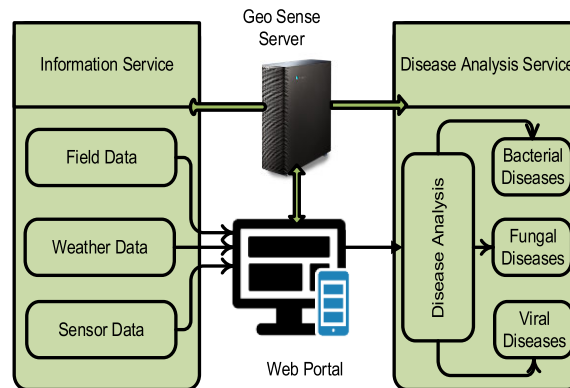 Geo Sense
Server
Information Service
Disease Analysis Service
Field Data
Weather Data
Sensor Data
Disease Analysis
Bacterial
Diseases
Fungal
Diseases
Viral
Diseases
Web Portal